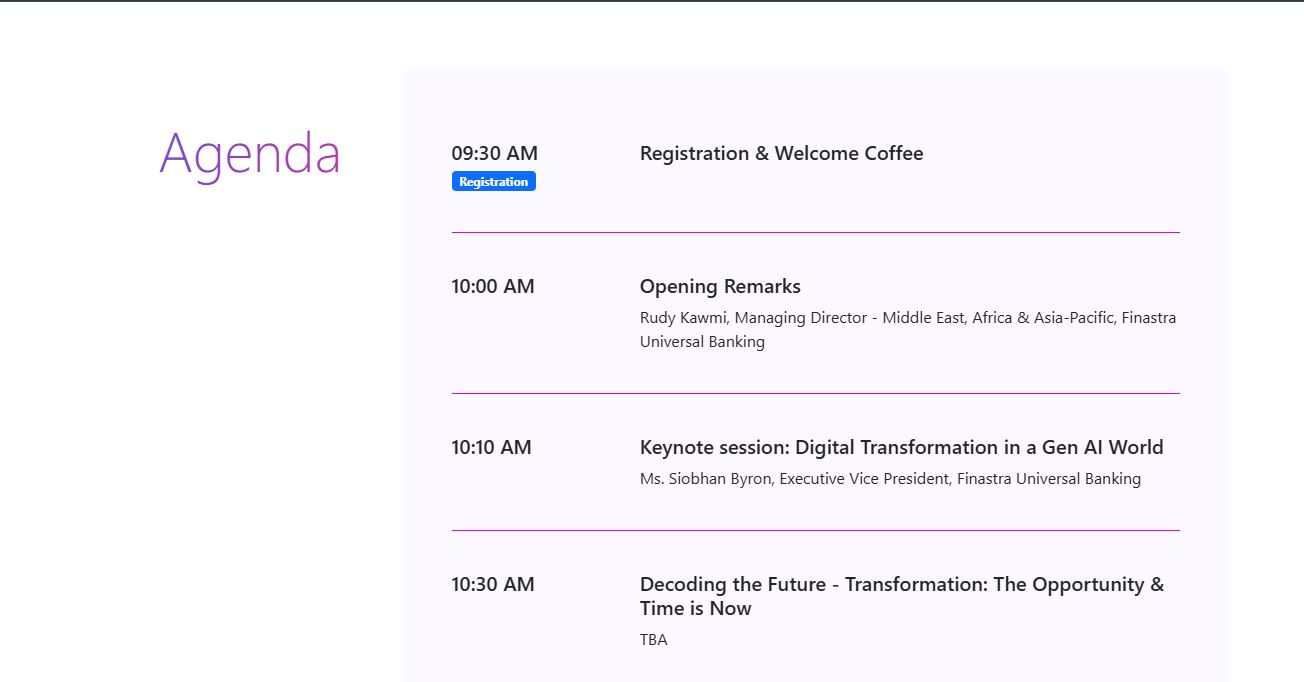 Agenda
09:30 AM
Registration
Registration & Welcome Coffee
10:00 AM
Opening Remarks
Rudy Kawmi, Managing Director - Middle East, Africa & Asia-Pacific, Finastra
Universal Banking
10:10 AM
Keynote session: Digital Transformation in a Gen AI World
Ms. Siobhan Byron, Executive Vice President, Finastra Universal Banking
10:30 AM
Decoding the Future - Transformation: The Opportunity &
Time is Now
TBA